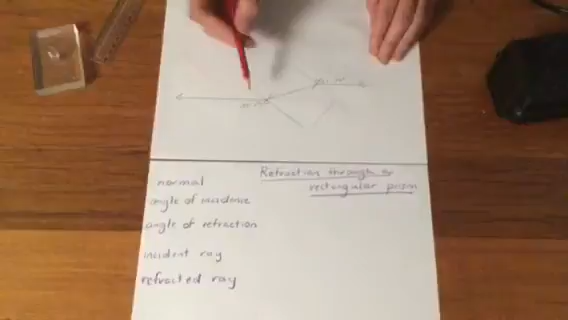 Refraction through a
rectangular prism
normal
angle of incidence
angle of refraction
incident ray
refracted ray